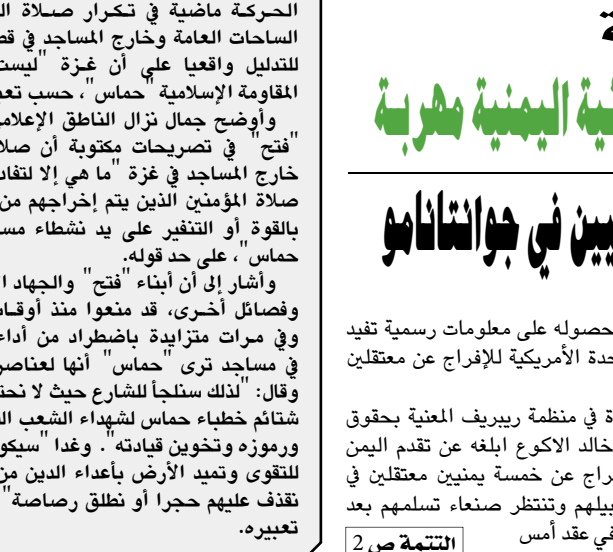 ة
ئية اليمنية مهربة
يين في جوانتانامو
حصوله على معلومات رسمية تفيد
حدة الأمريكية للإفراج عن معتقلين
ة في منظمة ريبريف المعنية بحقوق
خالد الاكوع ابلغه عن تقدم اليمن
راج عن خمسة يمنيين معتقلين في
بيلهم وتنتظر صنعاء تسلمهم بعد
في عقد أمس
التتمة ص 2
الحركة ماضية في تكرار صلاة ال
الساحات العامة وخارج المساجد في قط
للتدليل واقعيا على أن غزة "ليست
المقاومة الإسلامية "حماس"، حسب تعب
وأوضح جمال نزال الناطق الإعلامي
"فتح" في تصريحات مكتوبة أن صلا
خارج المساجد في غزة "ما هي إلا لتفاد
صلاة المؤمنين الذين يتم إخراجهم من
بالقوة أو التنفير على يد نشطاء مس
حماس"، على حد قوله.
وأشار إلى أن أبناء "فتح" والجهاد ا
وفصائل أخرى، قد منعوا منذ أوقات
وفي مرات متزايدة باضطراد من أداء
في مساجد ترى "حماس" أنها لعناصر
وقال: "لذلك سنلجأ للشارع حيث لا نحت
شتائم خطباء حماس لشهداء الشعب ال
ورموزه وتخوين قيادته". وغدا "سيكو
للتقوى وتميد الأرض بأعداء الدين من
نقذف عليهم حجرا أو نطلق رصاصة"
تعبيره.